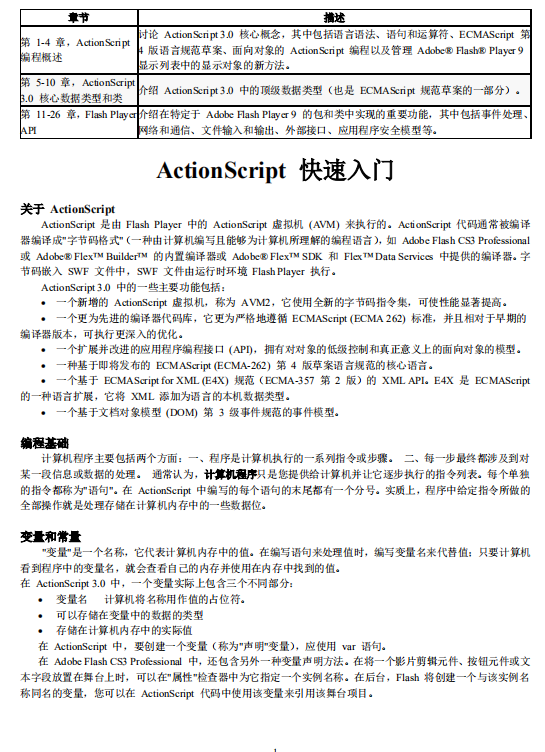 章节 描述
第 1-4 章，ActionScript
编程概述
讨论 ActionScript 3.0 核心概念，其中包括语言语法、语句和运算符、ECMAScript 第
4 版语言规范草案、面向对象的 ActionScript 编程以及管理 Adobe® Flash® Player 9
显示列表中的显示对象的新方法。
第 5-10 章，ActionScript
3.0 核心数据类型和类
介绍 ActionScript 3.0 中的顶级数据类型（也是 ECMAScript 规范草案的一部分）。
第 11-26 章，Flash Player
API
介绍在特定于 Adobe Flash Player 9 的包和类中实现的重要功能，其中包括事件处理、
网络和通信、文件输入和输出、外部接口、应用程序安全模型等。
ActionScript 快速入门
关于 ActionScript
ActionScript 是由 Flash Player 中的 ActionScript 虚拟机 (AVM) 来执行的。ActionScript 代码通常被编译
器编译成"字节码格式"（一种由计算机编写且能够为计算机所理解的编程语言），如 Adobe Flash CS3 Professional
或 Adobe® Flex™ Builder™ 的内置编译器或 Adobe® Flex™ SDK 和 Flex™ Data Services 中提供的编译器。字
节码嵌入 SWF 文件中，SWF 文件由运行时环境 Flash Player 执行。
ActionScript 3.0 中的一些主要功能包括：
• 一个新增的 ActionScript 虚拟机，称为 AVM2，它使用全新的字节码指令集，可使性能显著提高。
• 一个更为先进的编译器代码库，它更为严格地遵循 ECMAScript (ECMA 262) 标准，并且相对于早期的
编译器版本，可执行更深入的优化。
• 一个扩展并改进的应用程序编程接口 (API)，拥有对对象的低级控制和真正意义上的面向对象的模型。
• 一种基于即将发布的 ECMAScript (ECMA-262) 第 4 版草案语言规范的核心语言。
• 一个基于 ECMAScript for XML (E4X) 规范（ECMA-357 第 2 版）的 XML API。E4X 是 ECMAScript
的一种语言扩展，它将 XML 添加为语言的本机数据类型。
• 一个基于文档对象模型 (DOM) 第 3 级事件规范的事件模型。
编程基础
计算机程序主要包括两个方面：一、程序是计算机执行的一系列指令或步骤。 二、每一步最终都涉及到对
某一段信息或数据的处理。 通常认为，计算机程序只是您提供给计算机并让它逐步执行的指令列表。每个单独
的指令都称为"语句"。在 ActionScript 中编写的每个语句的末尾都有一个分号。实质上，程序中给定指令所做的
全部操作就是处理存储在计算机内存中的一些数据位。
变量和常量
"变量"是一个名称，它代表计算机内存中的值。在编写语句来处理值时，编写变量名来代替值；只要计算机
看到程序中的变量名，就会查看自己的内存并使用在内存中找到的值。
在 ActionScript 3.0 中，一个变量实际上包含三个不同部分：
• 变量名 计算机将名称用作值的占位符。
• 可以存储在变量中的数据的类型
• 存储在计算机内存中的实际值
在 ActionScript 中，要创建一个变量（称为"声明"变量），应使用 var 语句。
在 Adobe Flash CS3 Professional 中，还包含另外一种变量声明方法。在将一个影片剪辑元件、按钮元件或文
本字段放置在舞台上时，可以在"属性"检查器中为它指定一个实例名称。在后台，Flash 将创建一个与该实例名
称同名的变量，您可以在 ActionScript 代码中使用该变量来引用该舞台项目。